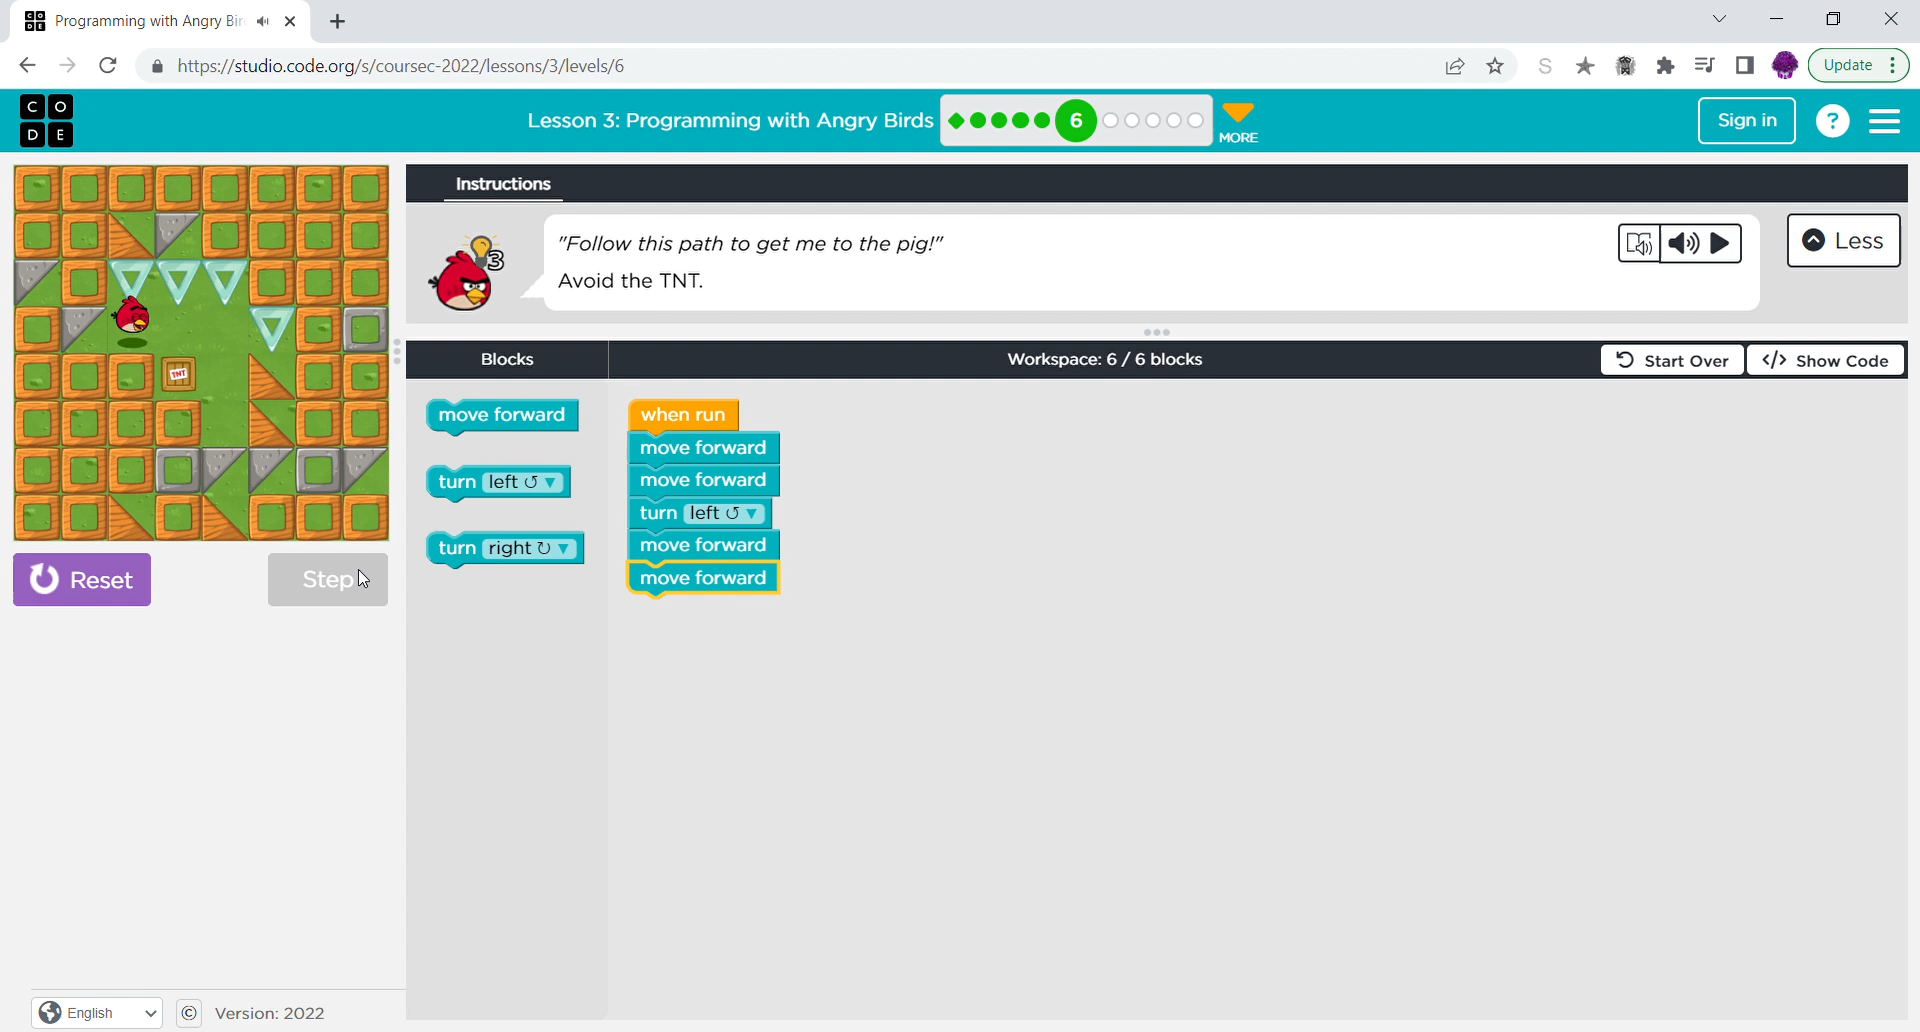 Programming with Angry Bir
https://studio.code.org/s/coursec-2022/lessons/3/levels/6
S
Update
C O
D E
Lesson 3: Programming with Angry Birds
6
MORE
Sign in
?
Instructions
3
"Follow this path to get me to the pig!"
Avoid the TNT.
Less
Blocks
Workspace: 6 / 6 blocks
Start Over
</> Show Code
TNT
move forward
turn left ↺ ▼
turn right ↻ ▼
when run
move forward
move forward
turn left ↺ ▼
move forward
move forward
Reset
Step
English
©
Version: 2022